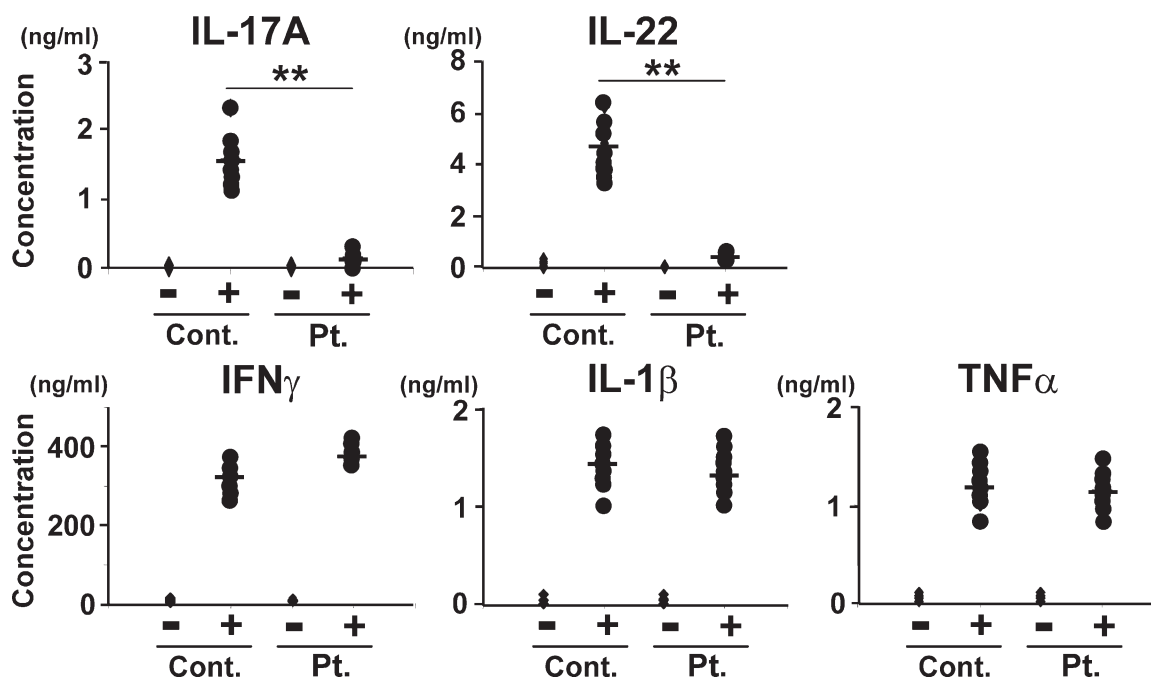 IL-17A
(ng/ml)
Concentration
3
2
1
0
**
- + - +
Cont. Pt.
IL-22
(ng/ml)
8
6
4
2
0
**
- + - +
Cont. Pt.
IFNγ
(ng/ml)
Concentration
400
200
0
- + - +
Cont. Pt.
IL-1β
(ng/ml)
2
1
0
- + - +
Cont. Pt.
TNFα
(ng/ml)
2
1
0
- + - +
Cont. Pt.